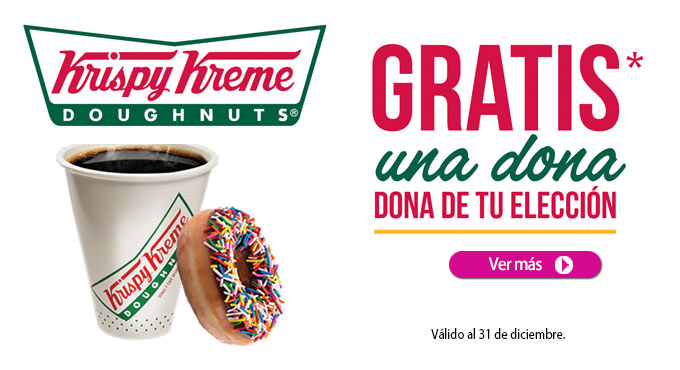 Krispy Kreme
DOUGHNUTS®
GRATIS*
una dona
DONA DE TU ELECCIÓN
Ver más
Válido al 31 de diciembre.
Krispy Kreme
DOUGHNUTS